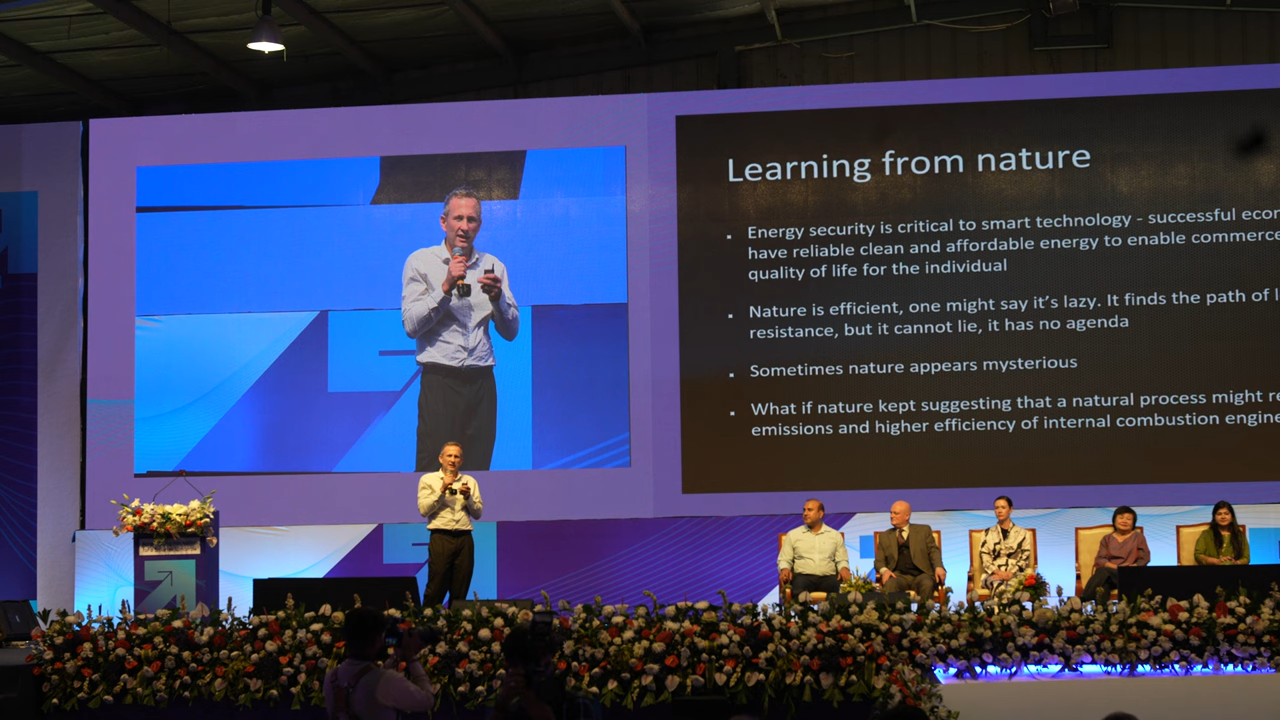 Learning from nature
Energy security is critical to smart technology - successful
have reliable clean and affordable energy to enable commerce
quality of life for the individual
Nature is efficient, one might say it's lazy. It finds the path of
resistance, but it cannot lie, it has no agenda
Sometimes nature appears mysterious
What if nature kept suggesting that a natural process might
emissions and higher efficiency of internal combustion